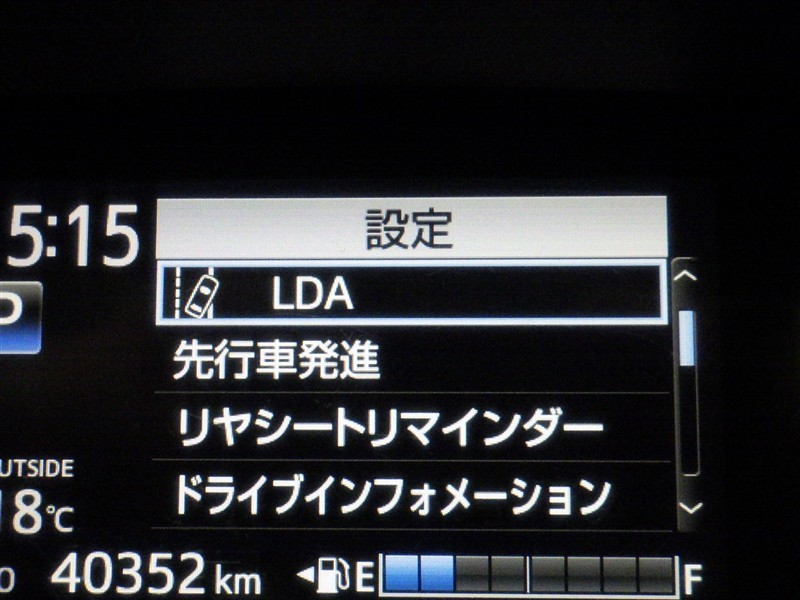 5:15
設定
LDA
P
先行車発進
リヤシートリマインダー
UTSIDE
ドライブインフォメーション
18℃
40352 km
E
F